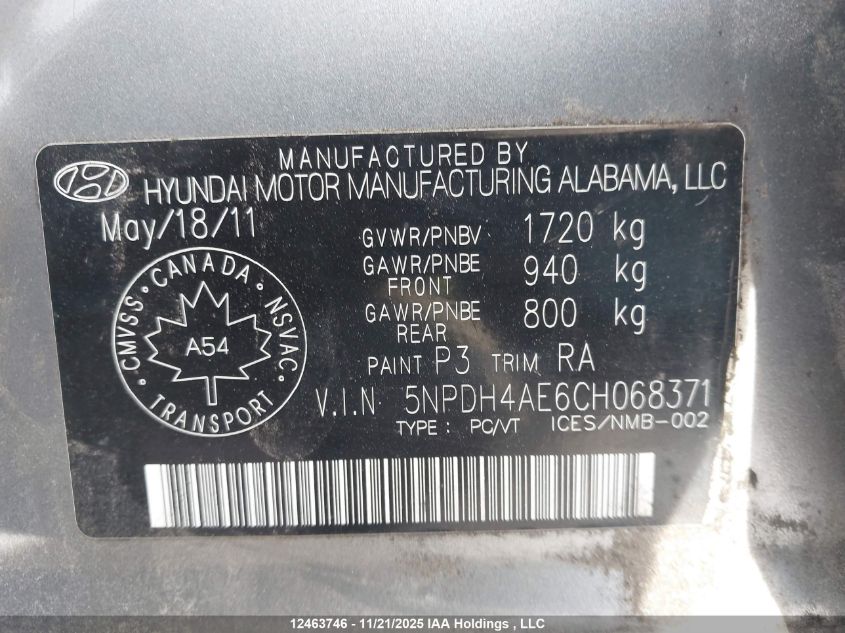 MANUFACTURED BY
HYUNDAI MOTOR MANUFACTURING ALABAMA, LLC
May/18/11
GVWR/PNBV 1720 kg
GAWR/PNBE FRONT 940 kg
GAWR/PNBE REAR 800 kg
PAINT P3 TRIM RA
V.I.N 5NPDH4AE6CH068371
TYPE : PC/VT ICES/NMB-002
CMVSS · CANADA · NSVAC · TRANSPORT ·
A54
12463746 - 11/21/2025 IAA Holdings , LLC